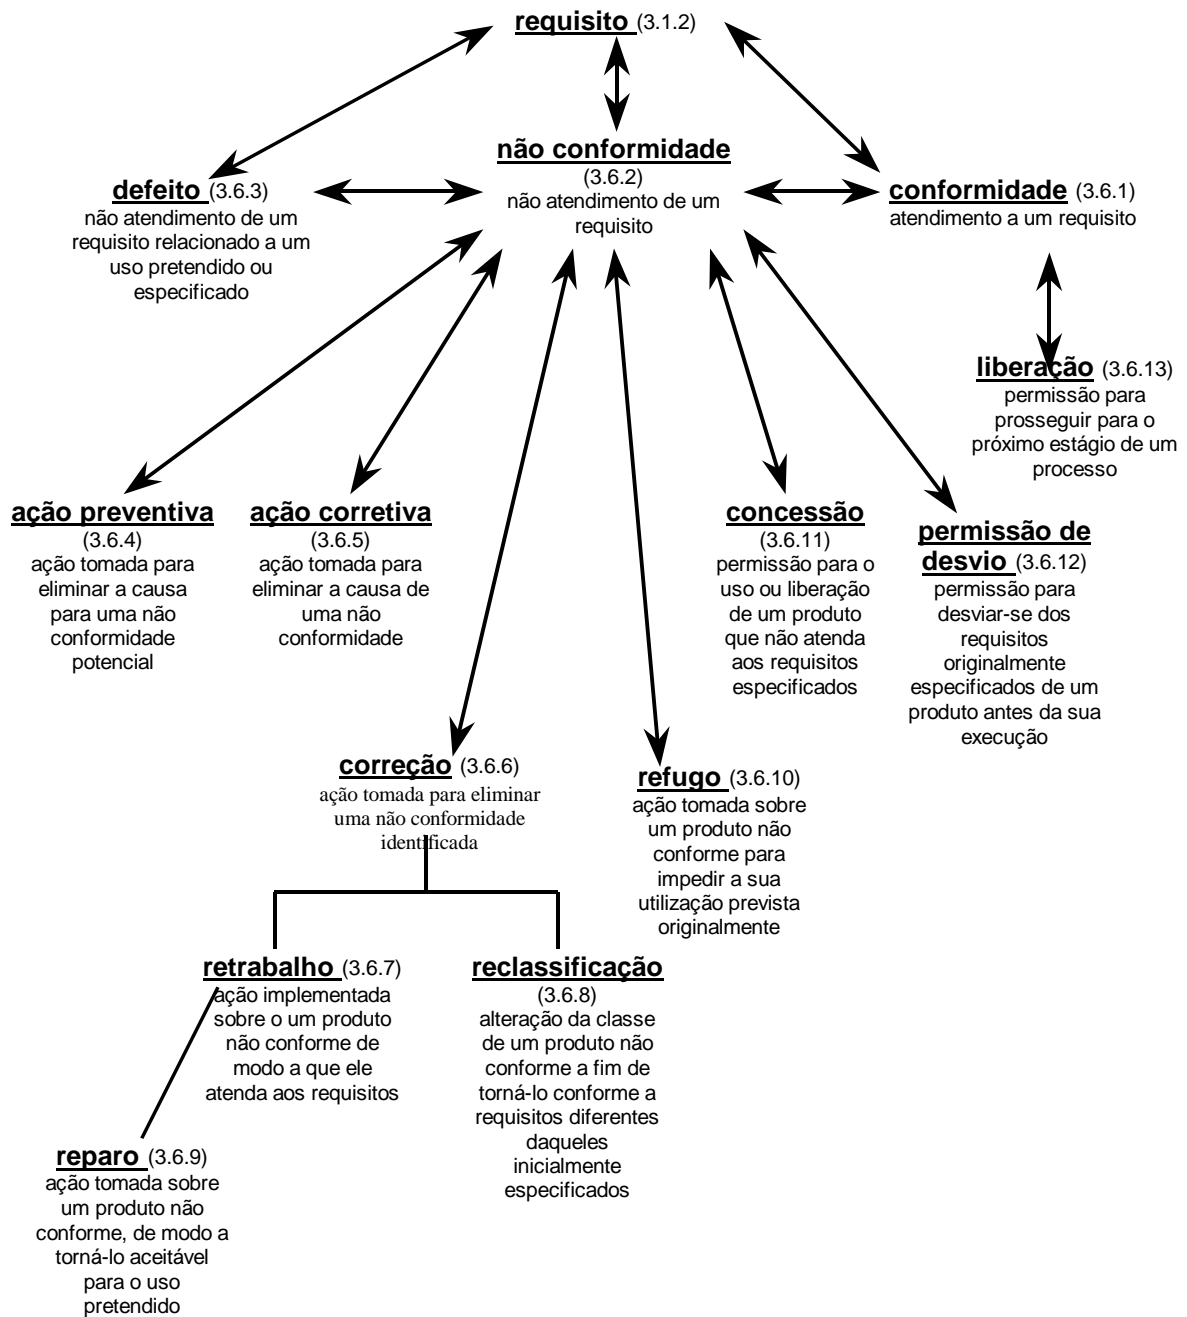 requisito (3.1.2)
não conformidade
(3.6.2)
não atendimento de um
requisito
defeito (3.6.3)
não atendimento de um
requisito relacionado a um
uso pretendido ou
especificado
conformidade (3.6.1)
atendimento a um requisito
liberação (3.6.13)
permissão para
prosseguir para o
próximo estágio de um
processo
ação preventiva
(3.6.4)
ação tomada para
eliminar a causa
para uma não
conformidade
potencial
ação corretiva
(3.6.5)
ação tomada para
eliminar a causa de
uma não
conformidade
concessão
(3.6.11)
permissão para o
uso ou liberação
de um produto
que não atenda
aos requisitos
especificados
permissão de
desvio (3.6.12)
permissão para
desviar-se dos
requisitos
originalmente
especificados de um
produto antes da sua
execução
correção (3.6.6)
ação tomada para eliminar
uma não conformidade
identificada
refugo (3.6.10)
ação tomada sobre
um produto não
conforme para
impedir a sua
utilização prevista
originalmente
retrabalho (3.6.7)
ação implementada
sobre o um produto
não conforme de
modo a que ele
atenda aos requisitos
reclassificação
(3.6.8)
alteração da classe
de um produto não
conforme a fim de
torná-lo conforme a
requisitos diferentes
daqueles
inicialmente
especificados
reparo (3.6.9)
ação tomada sobre
um produto não
conforme, de modo a
torná-lo aceitável
para o uso
pretendido